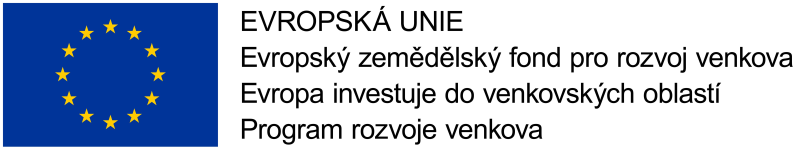 EVROPSKÁ UNIE
Evropský zemědělský fond pro rozvoj venkova
Evropa investuje do venkovských oblastí
Program rozvoje venkova